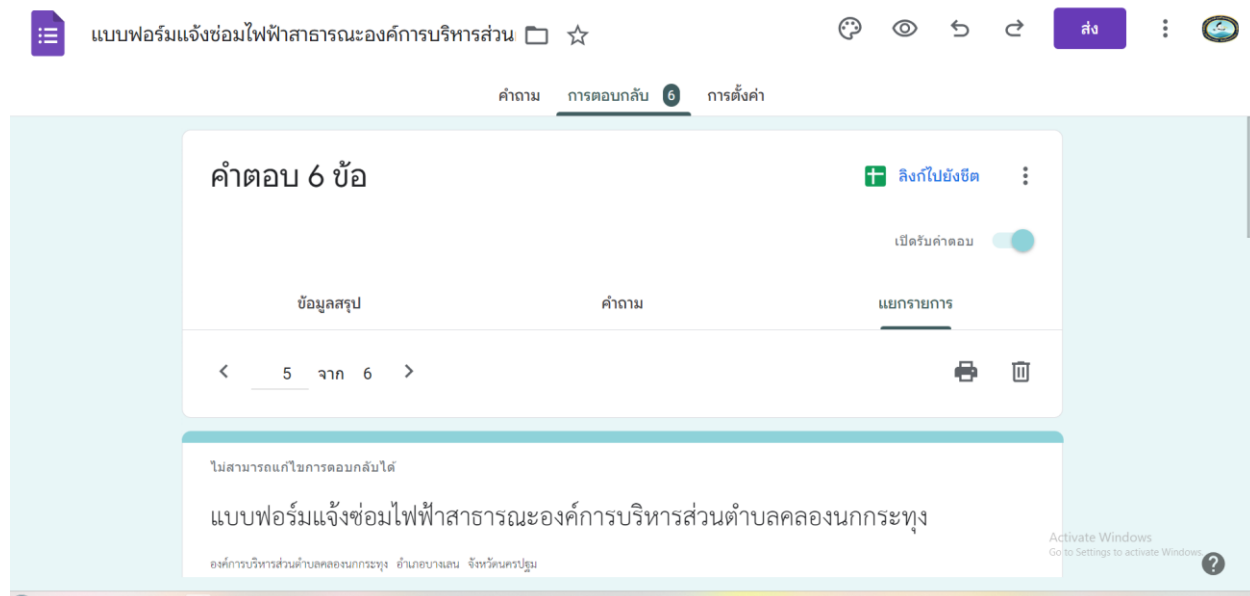 แบบฟอร์มแจ้งซ่อมไฟฟ้าสาธารณะองค์การบริหารส่วน
ส่ง
คำถาม การตอบกลับ 6 การตั้งค่า
คำตอบ 6 ข้อ
ลิงก์ไปยังชีต
เปิดรับคำตอบ
ข้อมูลสรุป คำถาม แยกรายการ
5 จาก 6
ไม่สามารถแก้ไขการตอบกลับได้
แบบฟอร์มแจ้งซ่อมไฟฟ้าสาธารณะองค์การบริหารส่วนตำบลคลองนกกระทุง
องค์การบริหารส่วนตำบลคลองนกกระทุง อำเภอบางเลน จังหวัดนครปฐม
Activate Windows
Go to Settings to activate Windows.